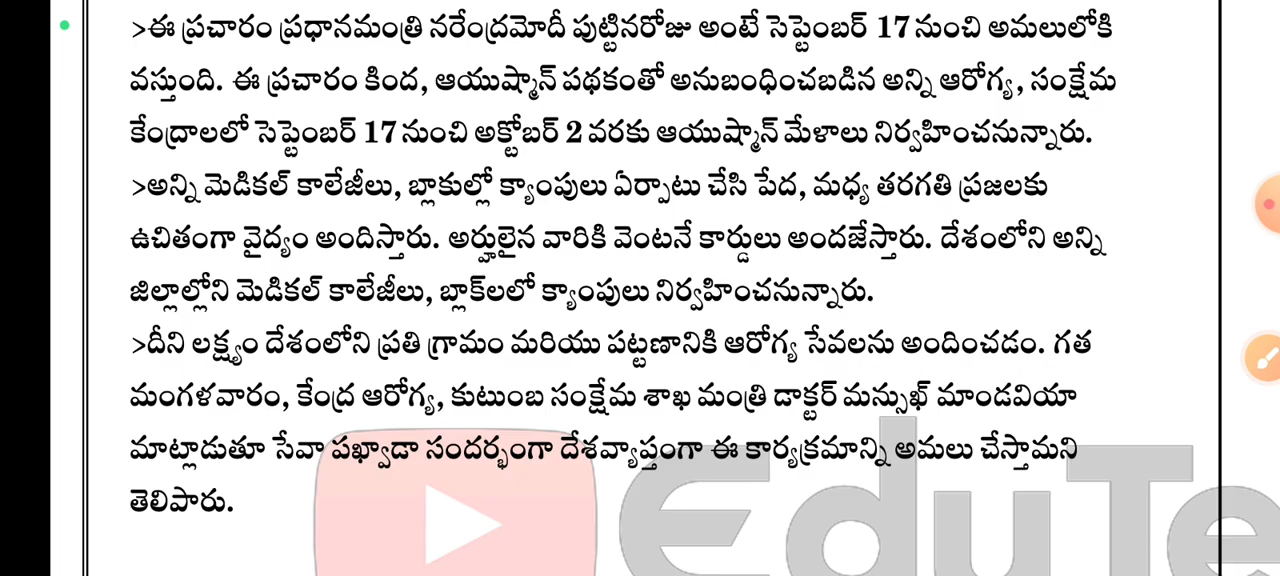 >ఈ ప్రచారం ప్రధానమంత్రి నరేంద్రమోదీ పుట్టినరోజు అంటే సెప్టెంబర్ 17 నుంచి అమలులోకి
వస్తుంది. ఈ ప్రచారం కింద, ఆయుష్మాన్ పథకంతో అనుబంధించబడిన అన్ని ఆరోగ్య, సంక్షేమ
కేంద్రాలలో సెప్టెంబర్ 17 నుంచి అక్టోబర్ 2 వరకు ఆయుష్మాన్ మేళాలు నిర్వహించనున్నారు.
>అన్ని మెడికల్ కాలేజీలు, బ్లాకుల్లో క్యాంపులు ఏర్పాటు చేసి పేద, మధ్య తరగతి ప్రజలకు
ఉచితంగా వైద్యం అందిస్తారు. అర్హులైన వారికి వెంటనే కార్డులు అందజేస్తారు. దేశంలోని అన్ని
జిల్లాల్లోని మెడికల్ కాలేజీలు, బ్లాక్‌లలో క్యాంపులు నిర్వహించనున్నారు.
>దీని లక్ష్యం దేశంలోని ప్రతి గ్రామం మరియు పట్టణానికి ఆరోగ్య సేవలను అందించడం. గత
మంగళవారం, కేంద్ర ఆరోగ్య, కుటుంబ సంక్షేమ శాఖ మంత్రి డాక్టర్ మన్సుఖ్ మాండవియా
మాట్లాడుతూ సేవా పఖ్వాడా సందర్భంగా దేశవ్యాప్తంగా ఈ కార్యక్రమాన్ని అమలు చేస్తామని
తెలిపారు.
EduTe